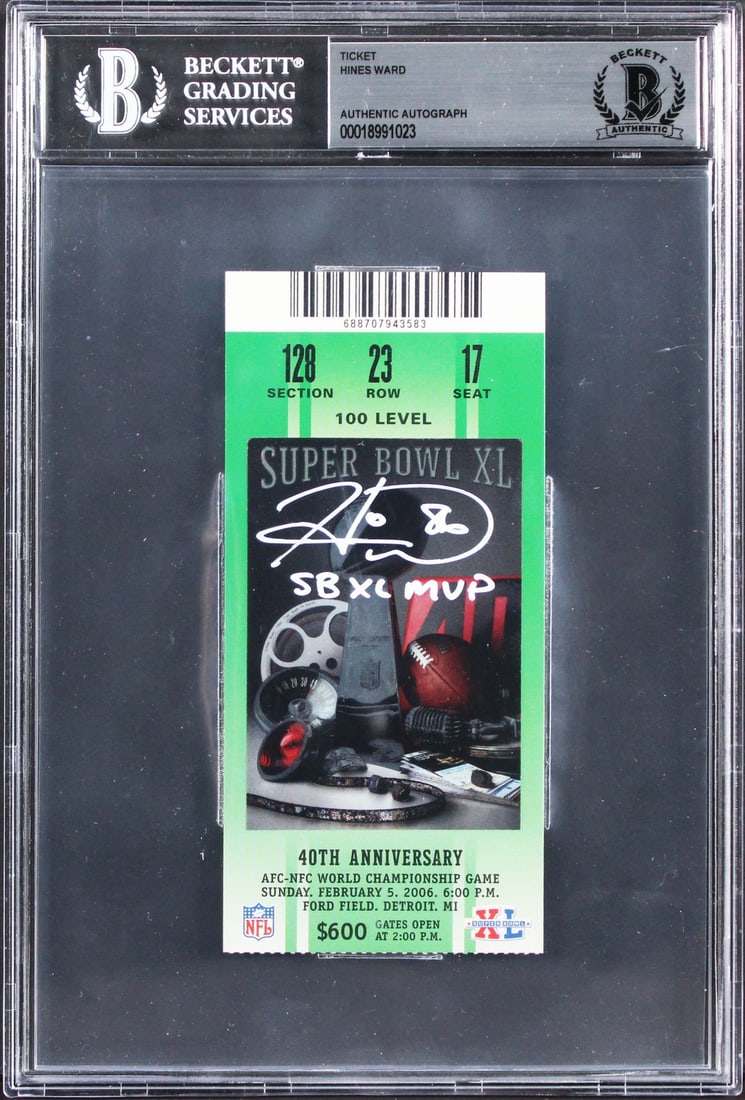 BECKETT®
GRADING
SERVICES
B
TICKET
HINES WARD
AUTHENTIC AUTOGRAPH
00018991023
BECKETT
B
AUTHENTIC
688707943583
128 23 17
SECTION ROW SEAT
100 LEVEL
SUPER BOWL XL
86
SB XL MVP
40TH ANNIVERSARY
AFC-NFC WORLD CHAMPIONSHIP GAME
SUNDAY. FEBRUARY 5. 2006. 6:00 P.M.
FORD FIELD. DETROIT. MI
$600 GATES OPEN
AT 2:00 P.M.
NFL
XL
SUPER BOWL